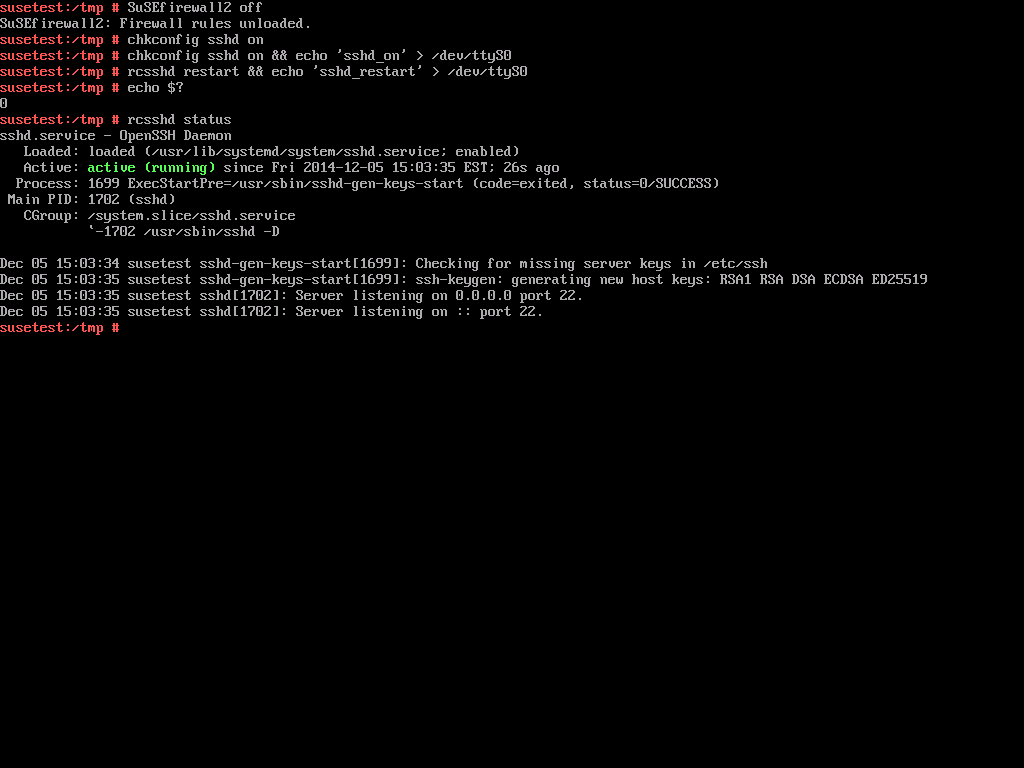 susetest:/tmp # SuSEfirewall2 off
SuSEfirewall2: Firewall rules unloaded.
susetest:/tmp # chkconfig sshd on
susetest:/tmp # chkconfig sshd on && echo 'sshd_on' > /dev/ttyS0
susetest:/tmp # rcsshd restart && echo 'sshd_restart' > /dev/ttyS0
susetest:/tmp # echo $?
0
susetest:/tmp # rcsshd status
sshd.service - OpenSSH Daemon
   Loaded: loaded (/usr/lib/systemd/system/sshd.service; enabled)
   Active: active (running) since Fri 2014-12-05 15:03:35 EST; 26s ago
  Process: 1699 ExecStartPre=/usr/sbin/sshd-gen-keys-start (code=exited, status=0/SUCCESS)
 Main PID: 1702 (sshd)
   CGroup: /system.slice/sshd.service
           `-1702 /usr/sbin/sshd -D
Dec 05 15:03:34 susetest sshd-gen-keys-start[1699]: Checking for missing server keys in /etc/ssh
Dec 05 15:03:35 susetest sshd-gen-keys-start[1699]: ssh-keygen: generating new host keys: RSA1 RSA DSA ECDSA ED25519
Dec 05 15:03:35 susetest sshd[1702]: Server listening on 0.0.0.0 port 22.
Dec 05 15:03:35 susetest sshd[1702]: Server listening on :: port 22.
susetest:/tmp #